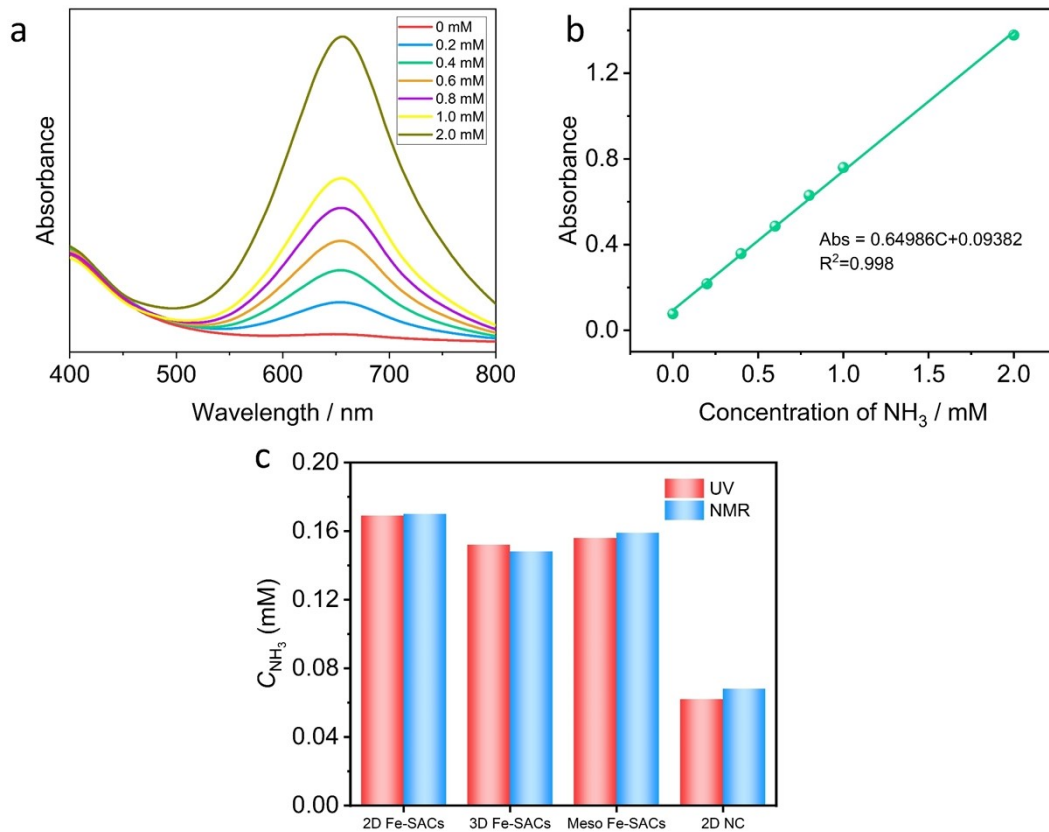 a
0 mM
0.2 mM
0.4 mM
0.6 mM
0.8 mM
1.0 mM
2.0 mM
Absorbance
400 500 600 700 800
Wavelength / nm
b
1.2
0.8
0.4
0.0
Absorbance
Abs = 0.64986C+0.09382
R²=0.998
0.0 0.5 1.0 1.5 2.0
Concentration of NH₃ / mM
c
0.20
0.16
0.12
0.08
0.04
0.00
C_NH₃ (mM)
UV
NMR
2D Fe-SACs 3D Fe-SACs Meso Fe-SACs 2D NC